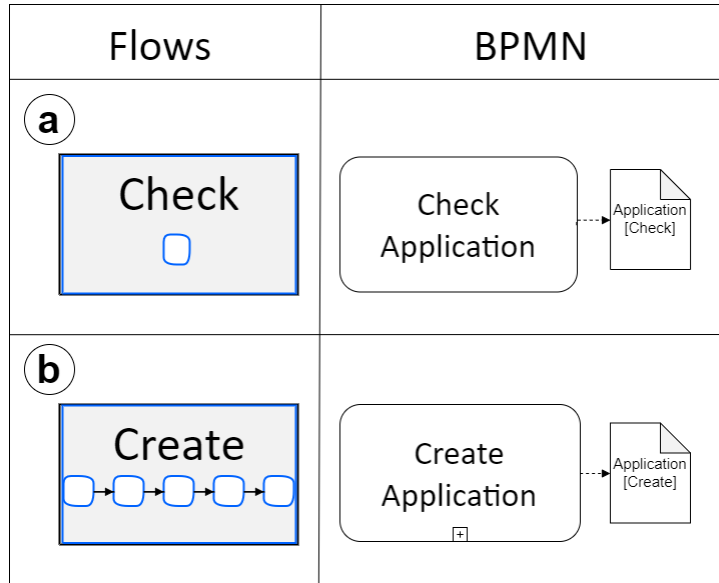 Flows
BPMN
a
Check
Check
Application
Application
[Check]
b
Create
Create
Application
+
Application
[Create]